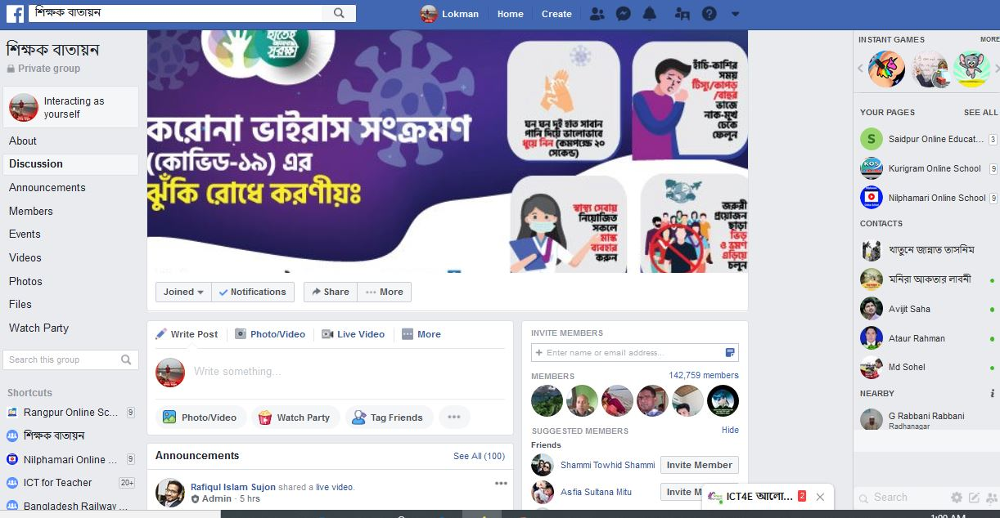 শিক্ষক বাতায়ন
Lokman
Home
Create
শিক্ষক বাতায়ন
Private group
Interacting as
yourself
About
Discussion
Announcements
Members
Events
Videos
Photos
Files
Watch Party
Search this group
Shortcuts
Rangpur Online Sc...
9
শিক্ষক বাতায়ন
Nilphamari Online ...
9
ICT for Teacher
20+
Bangladesh Railway ...
সুরক্ষা
করোনা ভাইরাস সংক্রমণ
(কোভিড-১৯) এর
ঝুঁকি রোধে করণীয়ঃ
ঘন ঘন দুই হাত সাবান
পানি দিয়ে ভালোভাবে
ধুয়ে নিন (কমপক্ষে ২০
সেকেন্ড)
হাঁচি-কাশির
সময়
টিস্যু/কাপড়
/বাহুর
ভাজে
নাক-মুখ
ঢেকে
ফেলুন
স্বাস্থ্য সেবায়
নিয়োজিত
সকলে
মাস্ক
ব্যবহার
করুন
জরুরী
প্রয়োজন
ছাড়া
ভিড়
ও ভ্রমণ
এড়িয়ে
চলুন
Joined
Notifications
Share
More
Write Post
Photo/Video
Live Video
More
Write something...
Photo/Video
Watch Party
Tag Friends
Announcements
See All (100)
Rafiqul Islam Sujon shared a live video.
Admin · 5 hrs
INVITE MEMBERS
+ Enter name or email address...
MEMBERS
142,759 members
SUGGESTED MEMBERS
Hide
Friends
Shammi Towhid Shammi
Invite Member
Asfia Sultana Mitu
Invite M
INSTANT GAMES
MORE
YOUR PAGES
SEE ALL
S
Saidpur Online Educat...
3
KOS
Kurigram Online School
9
Nilphamari Online School
9
CONTACTS
খাতুনে জান্নাত তাসনিম
মনিরা আকতার লাবনী
Avijit Saha
Ataur Rahman
Md Sohel
NEARBY
G Rabbani Rabbani
Radhanagar
ICT4E আলো...
2
Search